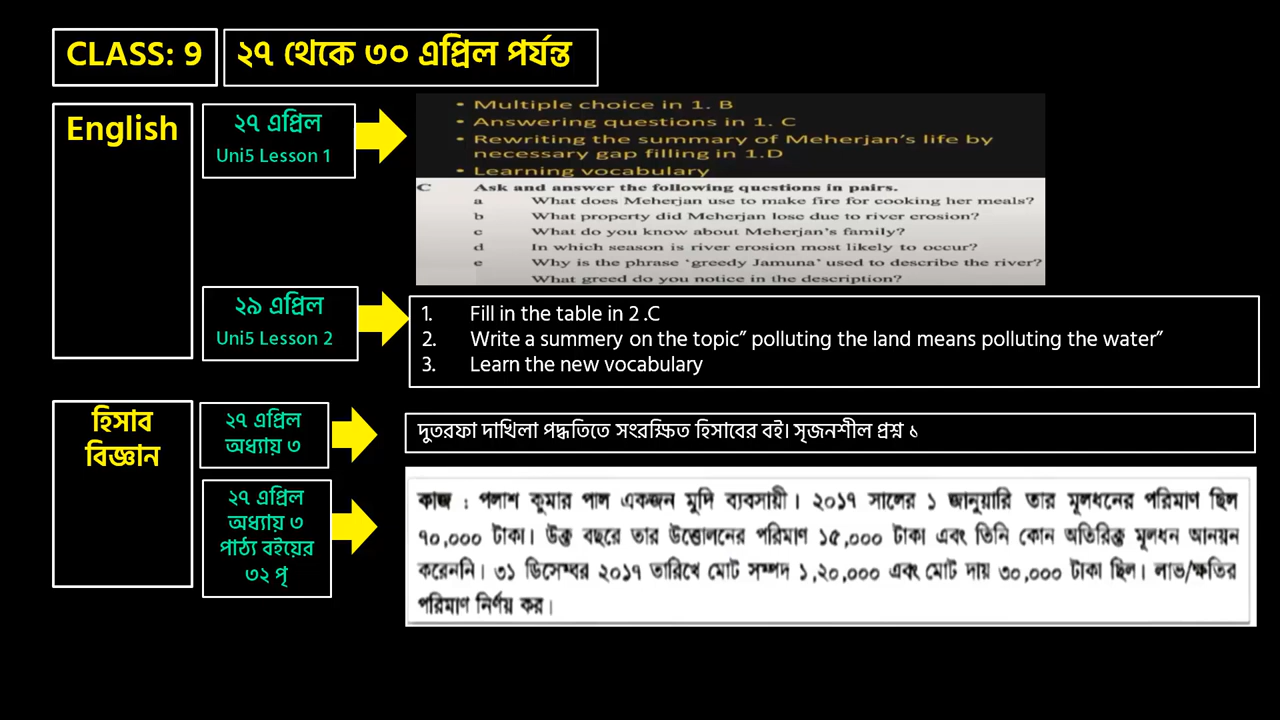 CLASS: 9
২৭ থেকে ৩০ এপ্রিল পর্যন্ত
English
২৭ এপ্রিল
Uni5 Lesson 1
• Multiple choice in 1. B
• Answering questions in 1. C
• Rewriting the summary of Meherjan's life by
necessary gap filling in 1.D
• Learning vocabulary
C Ask and answer the following questions in pairs.
a What does Meherjan use to make fire for cooking her meals?
b What property did Meherjan lose due to river erosion?
c What do you know about Meherjan's family?
d In which season is river erosion most likely to occur?
e Why is the phrase 'greedy Jamuna' used to describe the river?
What greed do you notice in the description?
২৯ এপ্রিল
Uni5 Lesson 2
1. Fill in the table in 2 .C
2. Write a summery on the topic” polluting the land means polluting the water”
3. Learn the new vocabulary
হিসাব
বিজ্ঞান
২৭ এপ্রিল
অধ্যায় ৩
দুতরফা দাখিলা পদ্ধতিতে সংরক্ষিত হিসাবের বই। সৃজনশীল প্রশ্ন ১
২৭ এপ্রিল
অধ্যায় ৩
পাঠ্য বইয়ের
৩২ পৃ
কাজ : পলাশ কুমার পাল একজন মুদি ব্যবসায়ী। ২০১৭ সালের ১ জানুয়ারি তার মূলধনের পরিমাণ ছিল
৭০,০০০ টাকা। উক্ত বছরে তার উত্তোলনের পরিমাণ ১৫,০০০ টাকা এবং তিনি কোন অতিরিক্ত মূলধন আনয়ন
করেননি। ৩১ ডিসেম্বর ২০১৭ তারিখে মোট সম্পদ ১,২০,০০০ এবং মোট দায় ৩০,০০০ টাকা ছিল। লাভ/ক্ষতির
পরিমাণ নির্ণয় কর।